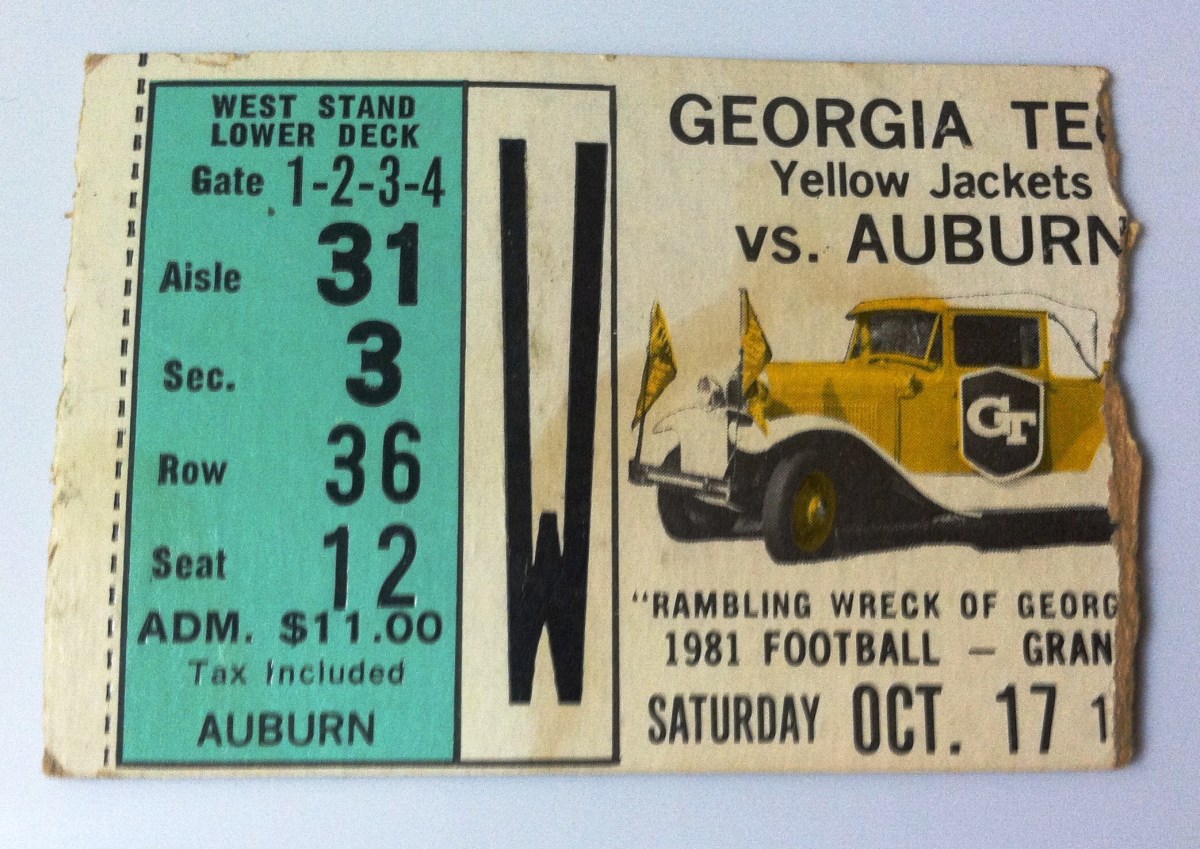 WEST STAND
LOWER DECK
Gate 1-2-3-4
Aisle 31
Sec. 3
Row 36
Seat 12
ADM. $11.00
Tax Included
AUBURN
W
GEORGIA TEC
Yellow Jackets
vs. AUBURN
GT
"RAMBLING WRECK OF GEORG
1981 FOOTBALL — GRAN
SATURDAY OCT. 17 1